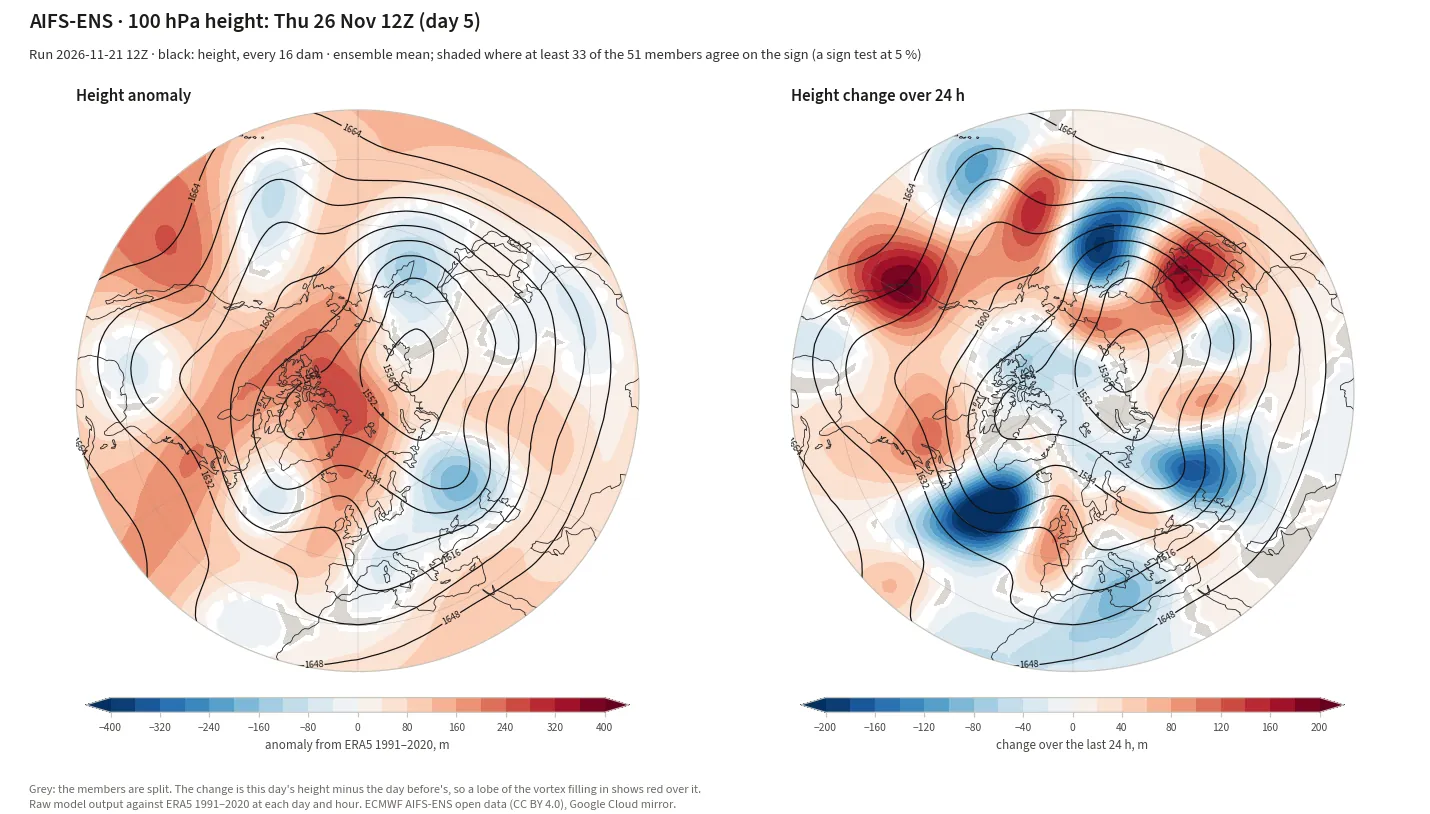 AIFS-ENS · 100 hPa height: Thu 26 Nov 12Z (day 5)
Run 2026-11-21 12Z · black: height, every 16 dam · ensemble mean; shaded where at least 33 of the 51 members agree on the sign (a sign test at 5 %)
Height anomaly
Height change over 24 h
1664
1664
1600
1536
1552
1584
1632
1664
1616
1648
1648
1664
1664
1600
1536
1552
1584
1632
1664
1616
1648
1648
−400 −320 −240 −160 −80 0 80 160 240 320 400
anomaly from ERA5 1991–2020, m
−200 −160 −120 −80 −40 0 40 80 120 160 200
change over the last 24 h, m
Grey: the members are split. The change is this day's height minus the day before's, so a lobe of the vortex filling in shows red over it.
Raw model output against ERA5 1991–2020 at each day and hour. ECMWF AIFS-ENS open data (CC BY 4.0), Google Cloud mirror.